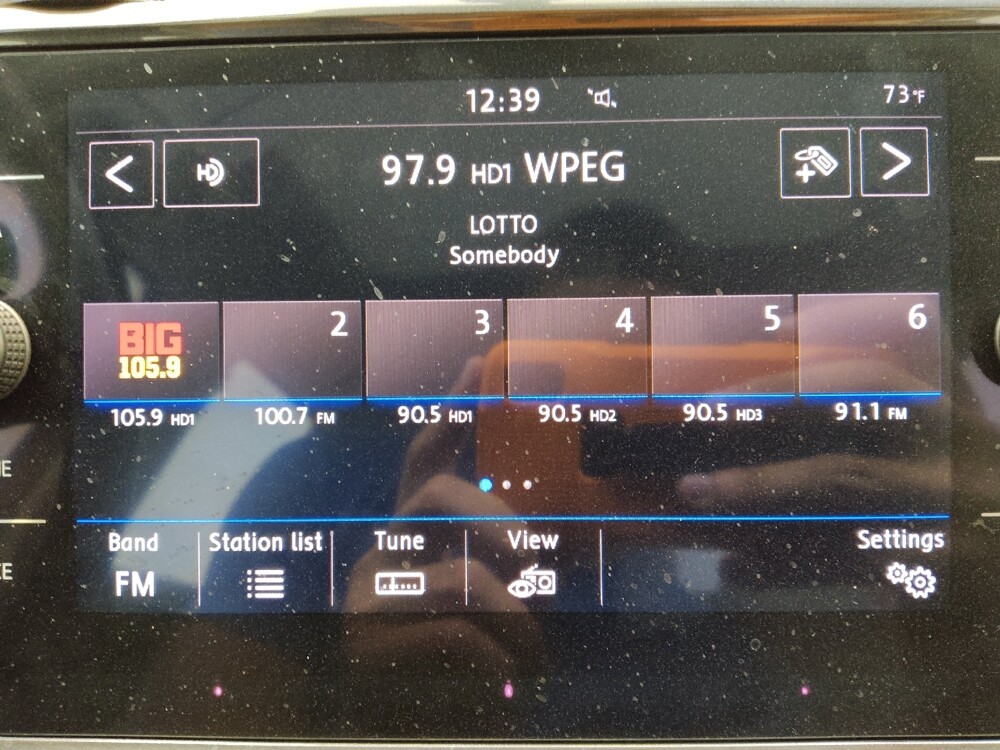 12:39
73°F
<
HD
97.9 HD1 WPEG
>
LOTTO
Somebody
BIG
105.9
2
3
4
5
6
105.9 HD1
100.7 FM
90.5 HD1
90.5 HD2
90.5 HD3
91.1 FM
Band
Station list
Tune
View
Settings
FM